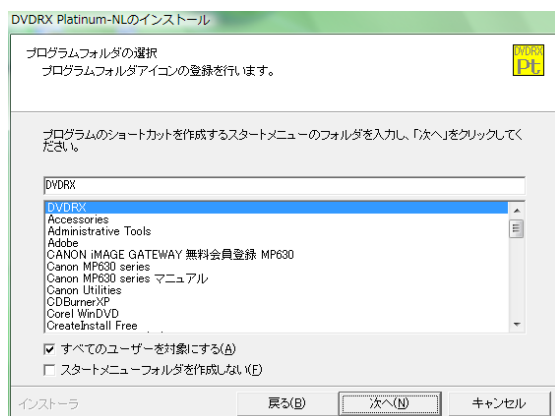 DVDRX Platinum-NLのインストール
プログラムフォルダの選択
プログラムフォルダアイコンの登録を行います。
DVDRX
Pt
プログラムのショートカットを作成するスタートメニューのフォルダを入力し、「次へ」をクリックしてく
ださい。
DVDRX
DVDRX
Accessories
Administrative Tools
Adobe
CANON iMAGE GATEWAY 無料会員登録 MP630
Canon MP630 series
Canon MP630 series マニュアル
Canon Utilities
CDBurnerXP
Corel WinDVD
CreateInstall Free
すべてのユーザーを対象にする(A)
スタートメニューフォルダを作成しない(F)
インストーラ
戻る(B)
次へ(N)
キャンセル